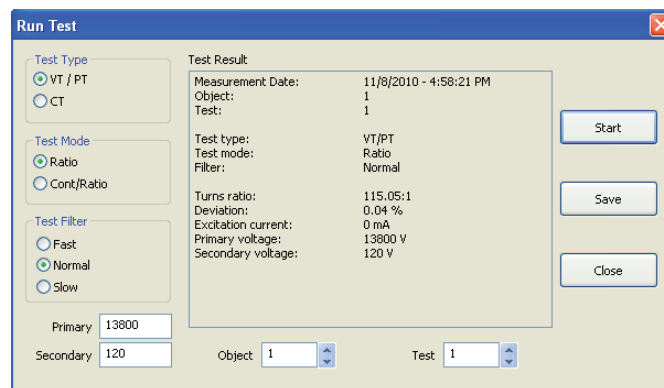 Run Test
Test Type
VT / PT
CT
Test Mode
Ratio
Cont/Ratio
Test Filter
Fast
Normal
Slow
Primary 13800
Secondary 120
Test Result
Measurement Date: 11/8/2010 - 4:58:21 PM
Object: 1
Test: 1
Test type: VT/PT
Test mode: Ratio
Filter: Normal
Turns ratio: 115.05:1
Deviation: 0.04 %
Excitation current: 0 mA
Primary voltage: 13800 V
Secondary voltage: 120 V
Object 1
Test 1
Start
Save
Close